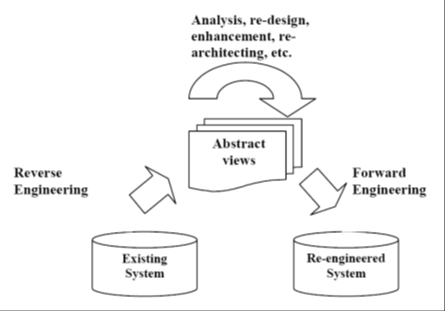 Analysis, re-design,
enhancement, re-
architecting, etc.
Abstract
views
Reverse
Engineering
Forward
Engineering
Existing
System
Re-engineered
System